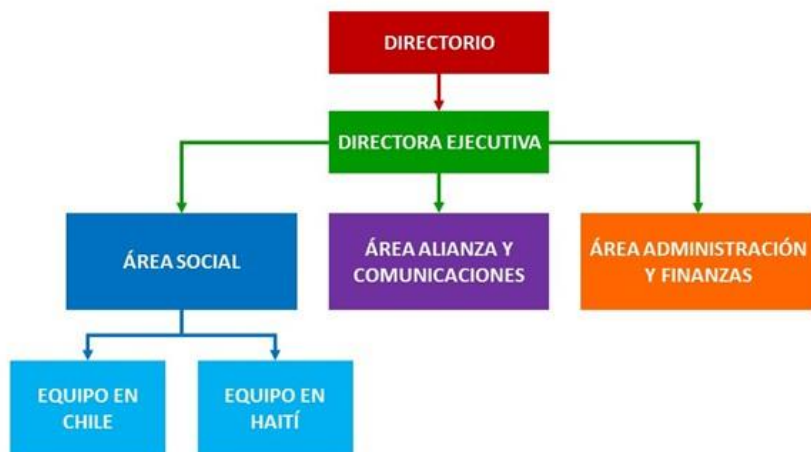 DIRECTORIO
DIRECTORA EJECUTIVA
ÁREA SOCIAL
ÁREA ALIANZA Y
COMUNICACIONES
ÁREA ADMINISTRACIÓN
Y FINANZAS
EQUIPO EN
CHILE
EQUIPO EN
HAITÍ